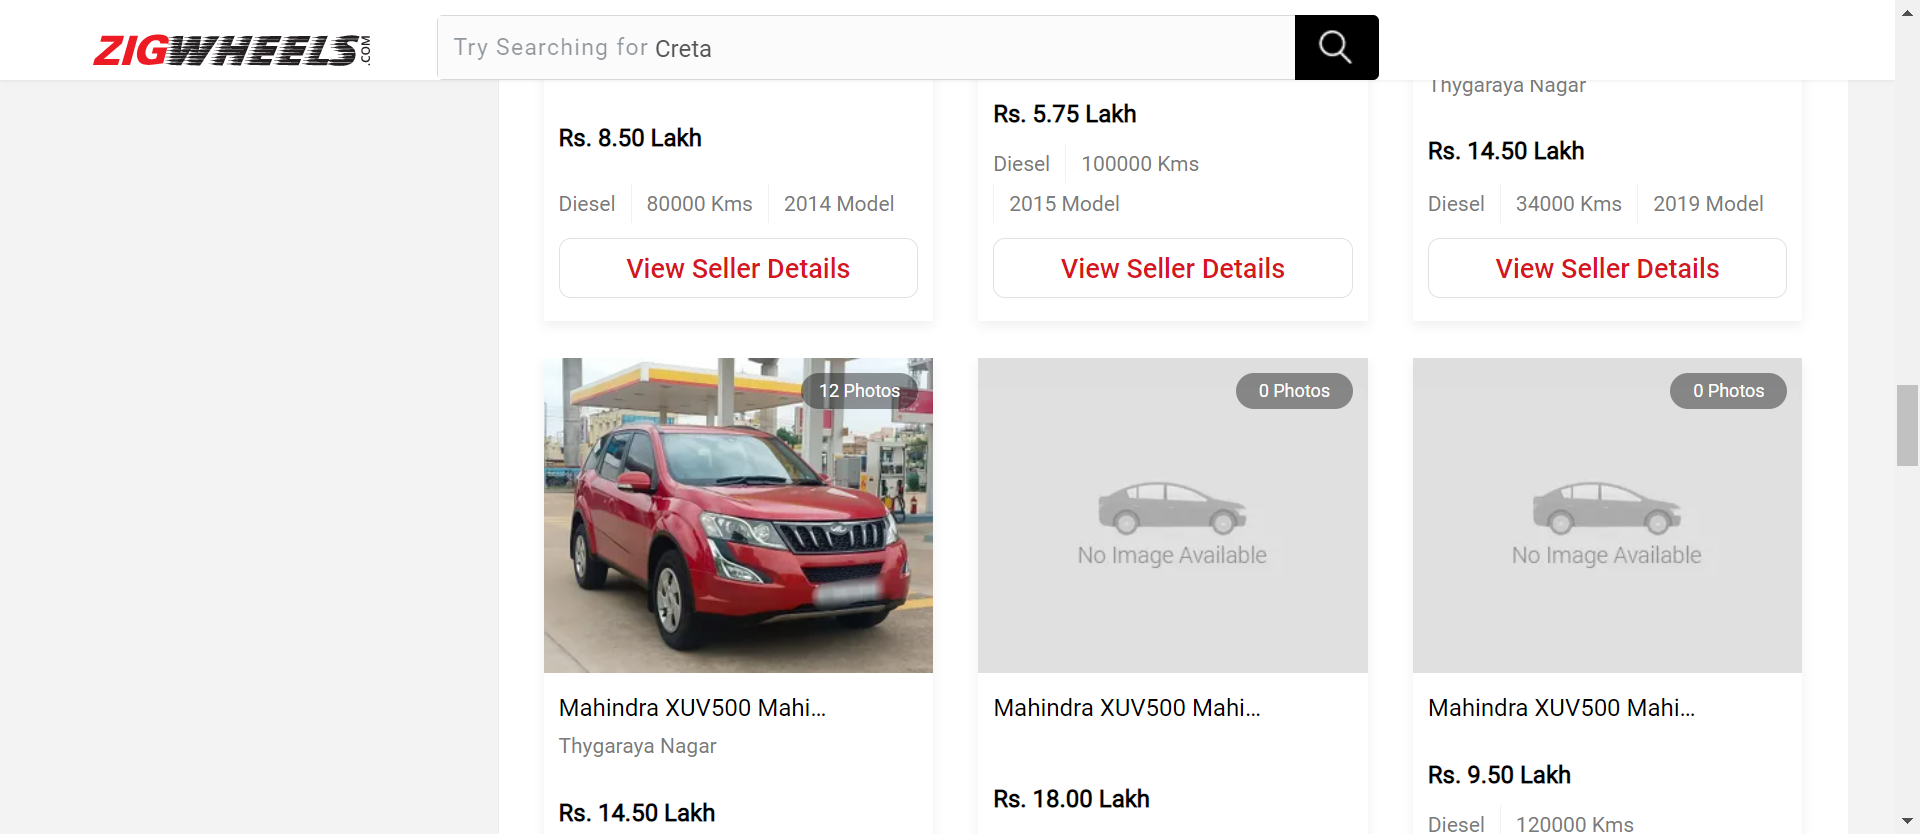 ZIGWHEELS.COM
Try Searching for Creta
Thygaraya Nagar
Rs. 8.50 Lakh
Diesel 80000 Kms 2014 Model
View Seller Details
Rs. 5.75 Lakh
Diesel 100000 Kms
2015 Model
View Seller Details
Rs. 14.50 Lakh
Diesel 34000 Kms 2019 Model
View Seller Details
12 Photos
Mahindra XUV500 Mahi...
Thygaraya Nagar
Rs. 14.50 Lakh
0 Photos
No Image Available
Mahindra XUV500 Mahi...
Rs. 18.00 Lakh
0 Photos
No Image Available
Mahindra XUV500 Mahi...
Rs. 9.50 Lakh
Diesel 120000 Kms